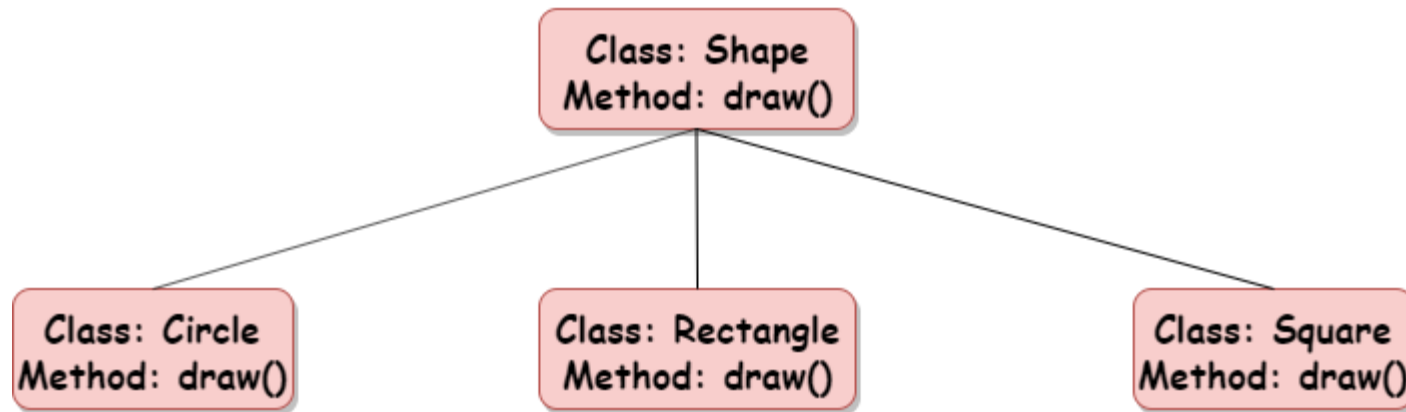 Class: Shape
Method: draw()
Class: Circle
Method: draw()
Class: Rectangle
Method: draw()
Class: Square
Method: draw()